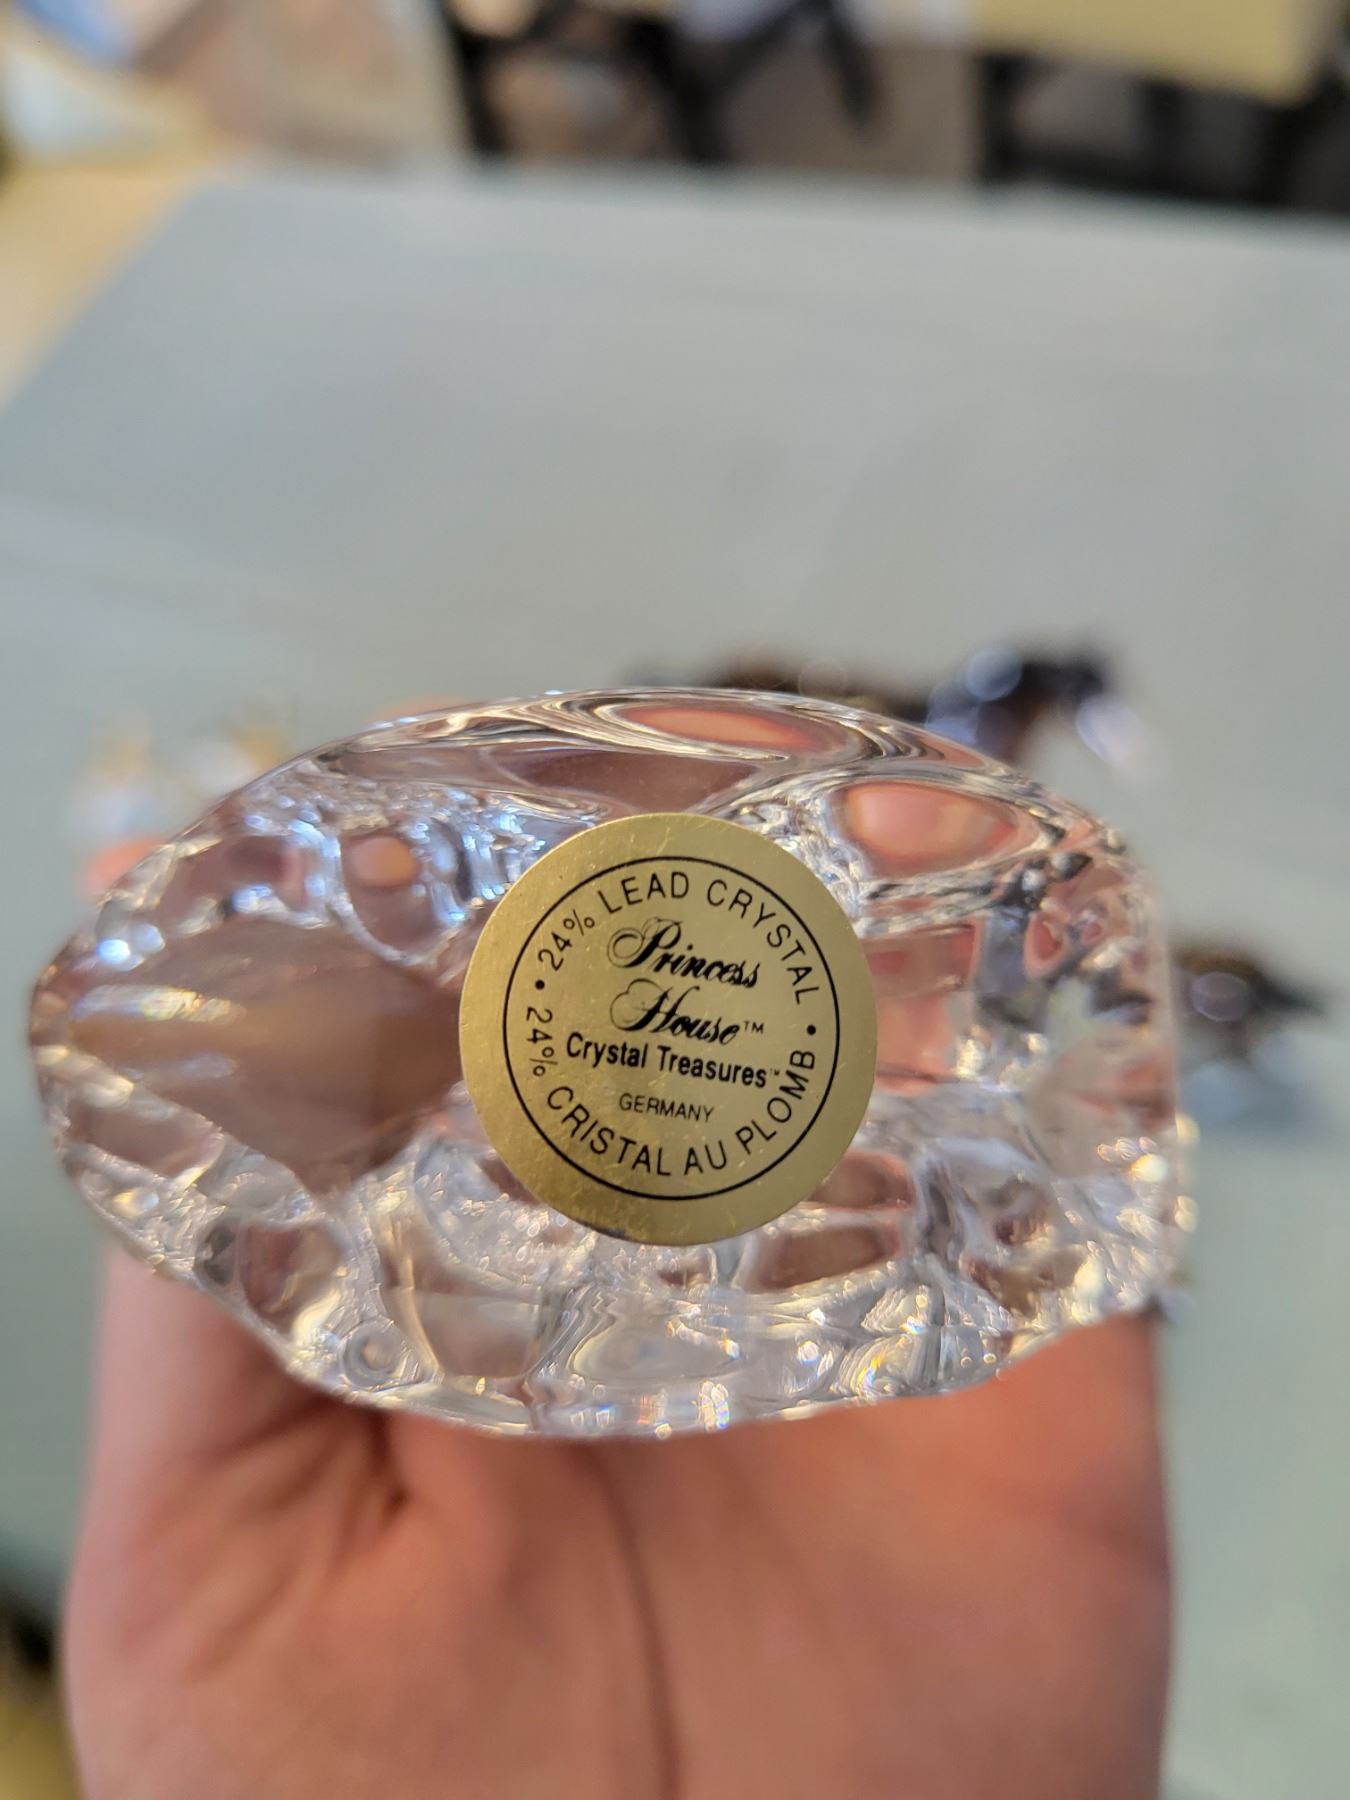 • 24% LEAD CRYSTAL •
Princess
House™
Crystal Treasures™
GERMANY
24% CRISTAL AU PLOMB